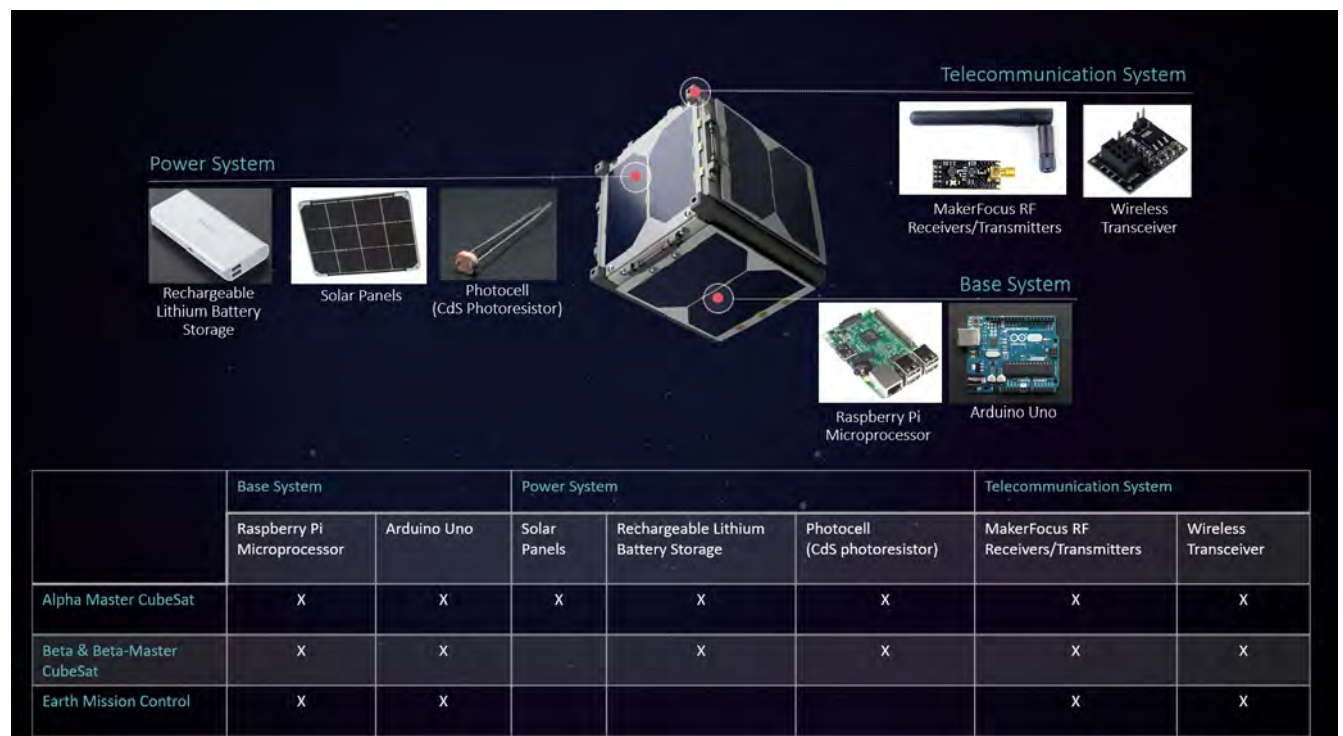 Telecommunication System
MakerFocus RF
Receivers/Transmitters
Wireless
Transceiver
Power System
Rechargeable
Lithium Battery
Storage
Solar Panels
Photocell
(CdS Photoresistor)
Base System
Raspberry Pi
Microprocessor
Arduino Uno
Base System
Power System
Telecommunication System
Raspberry Pi
Microprocessor
Arduino Uno
Solar
Panels
Rechargeable Lithium
Battery Storage
Photocell
(CdS photoresistor)
MakerFocus RF
Receivers/Transmitters
Wireless
Transceiver
Alpha Master CubeSat X X X X X X X
Beta & Beta-Master
CubeSat
X X X X X X
Earth Mission Control X X X X